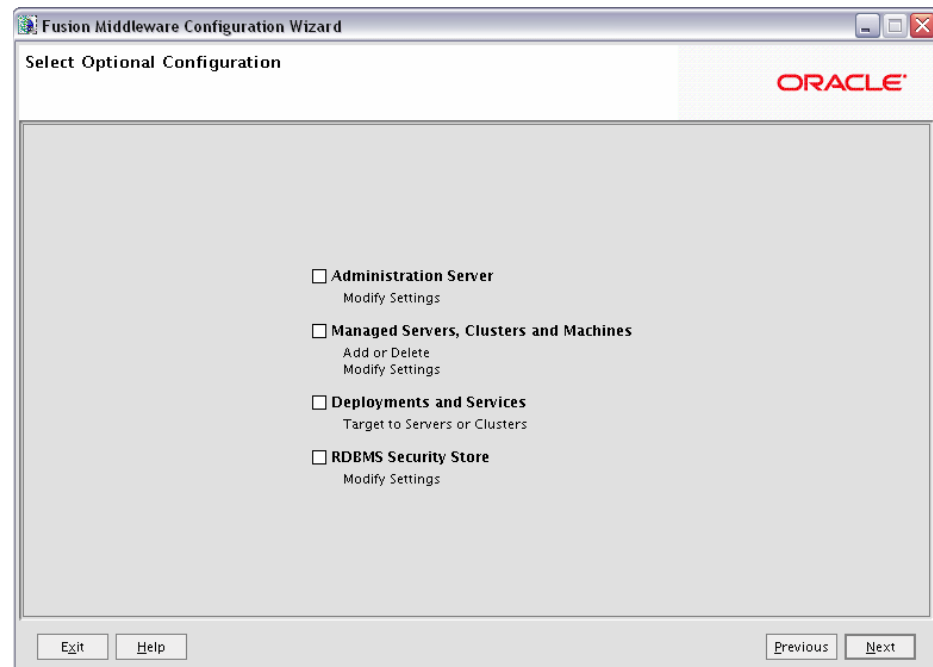 Fusion Middleware Configuration Wizard
Select Optional Configuration
ORACLE
Administration Server
Modify Settings
Managed Servers, Clusters and Machines
Add or Delete
Modify Settings
Deployments and Services
Target to Servers or Clusters
RDBMS Security Store
Modify Settings
Exit Help Previous Next